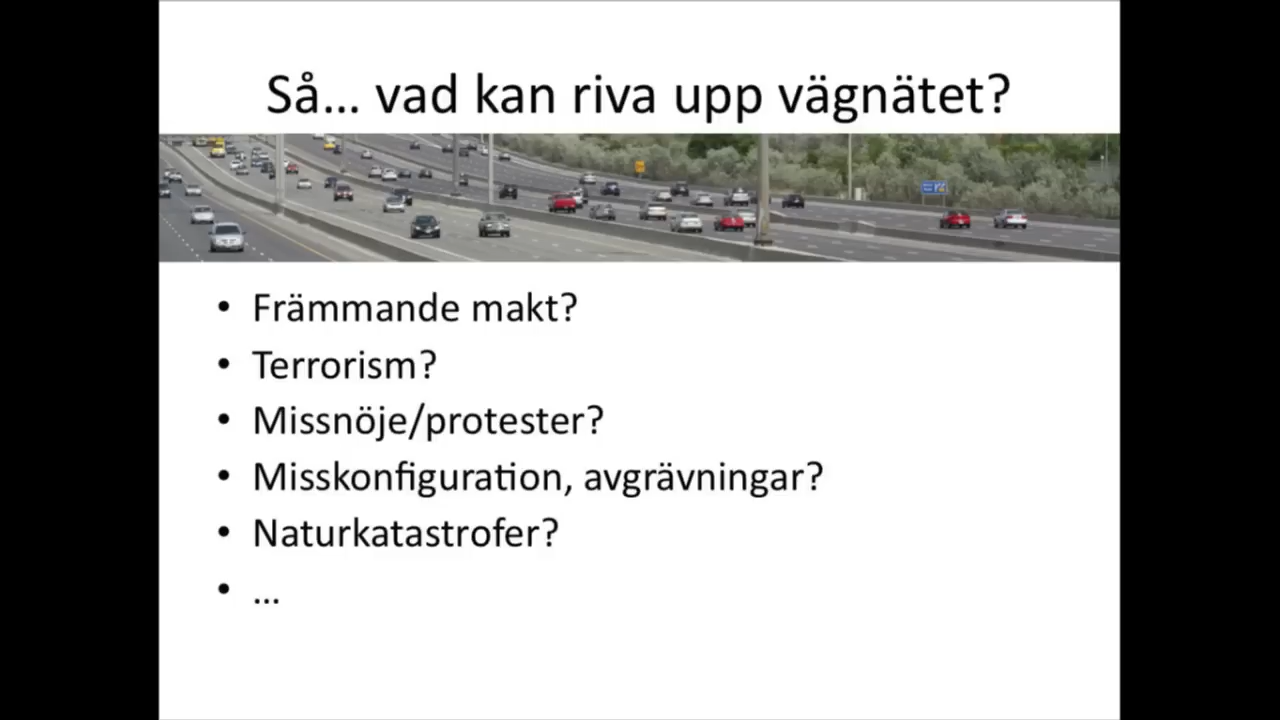 Så... vad kan riva upp vägnätet?
• Främmande makt?
• Terrorism?
• Missnöje/protester?
• Misskonfiguration, avgrävningar?
• Naturkatastrofer?
• ...